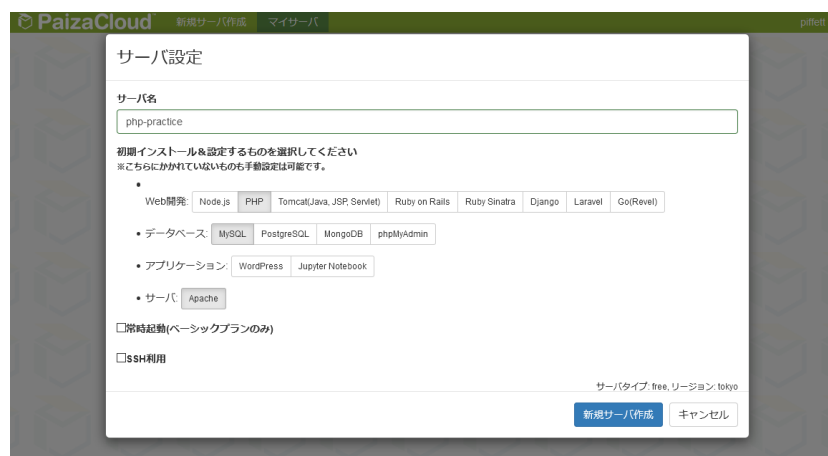 PaizaCloud 新規サーバ作成 マイサーバ piffett
サーバ設定
サーバ名
php-practice
初期インストール&設定するものを選択してください
※こちらにかかれていないものも手動設定は可能です。
Web開発: Node.js PHP Tomcat(Java, JSP, Servlet) Ruby on Rails Ruby Sinatra Django Laravel Go(Revel)
データベース: MySQL PostgreSQL MongoDB phpMyAdmin
アプリケーション: WordPress Jupyter Notebook
サーバ: Apache
常時起動(ベーシックプランのみ)
SSH利用
サーバタイプ: free, リージョン: tokyo
新規サーバ作成 キャンセル